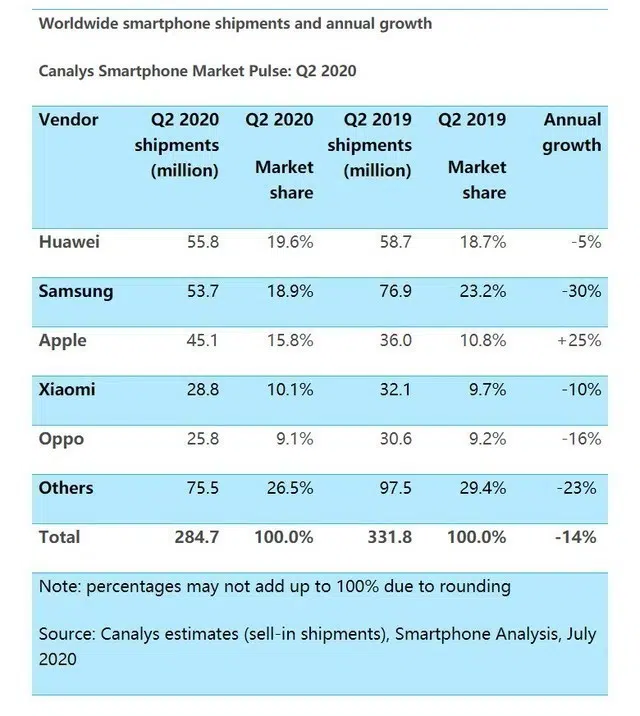 Worldwide smartphone shipments and annual growth
Canalys Smartphone Market Pulse: Q2 2020
Vendor Q2 2020 shipments (million) Q2 2020 Market share Q2 2019 shipments (million) Q2 2019 Market share Annual growth
Huawei 55.8 19.6% 58.7 18.7% -5%
Samsung 53.7 18.9% 76.9 23.2% -30%
Apple 45.1 15.8% 36.0 10.8% +25%
Xiaomi 28.8 10.1% 32.1 9.7% -10%
Oppo 25.8 9.1% 30.6 9.2% -16%
Others 75.5 26.5% 97.5 29.4% -23%
Total 284.7 100.0% 331.8 100.0% -14%
Note: percentages may not add up to 100% due to rounding
Source: Canalys estimates (sell-in shipments), Smartphone Analysis, July
2020